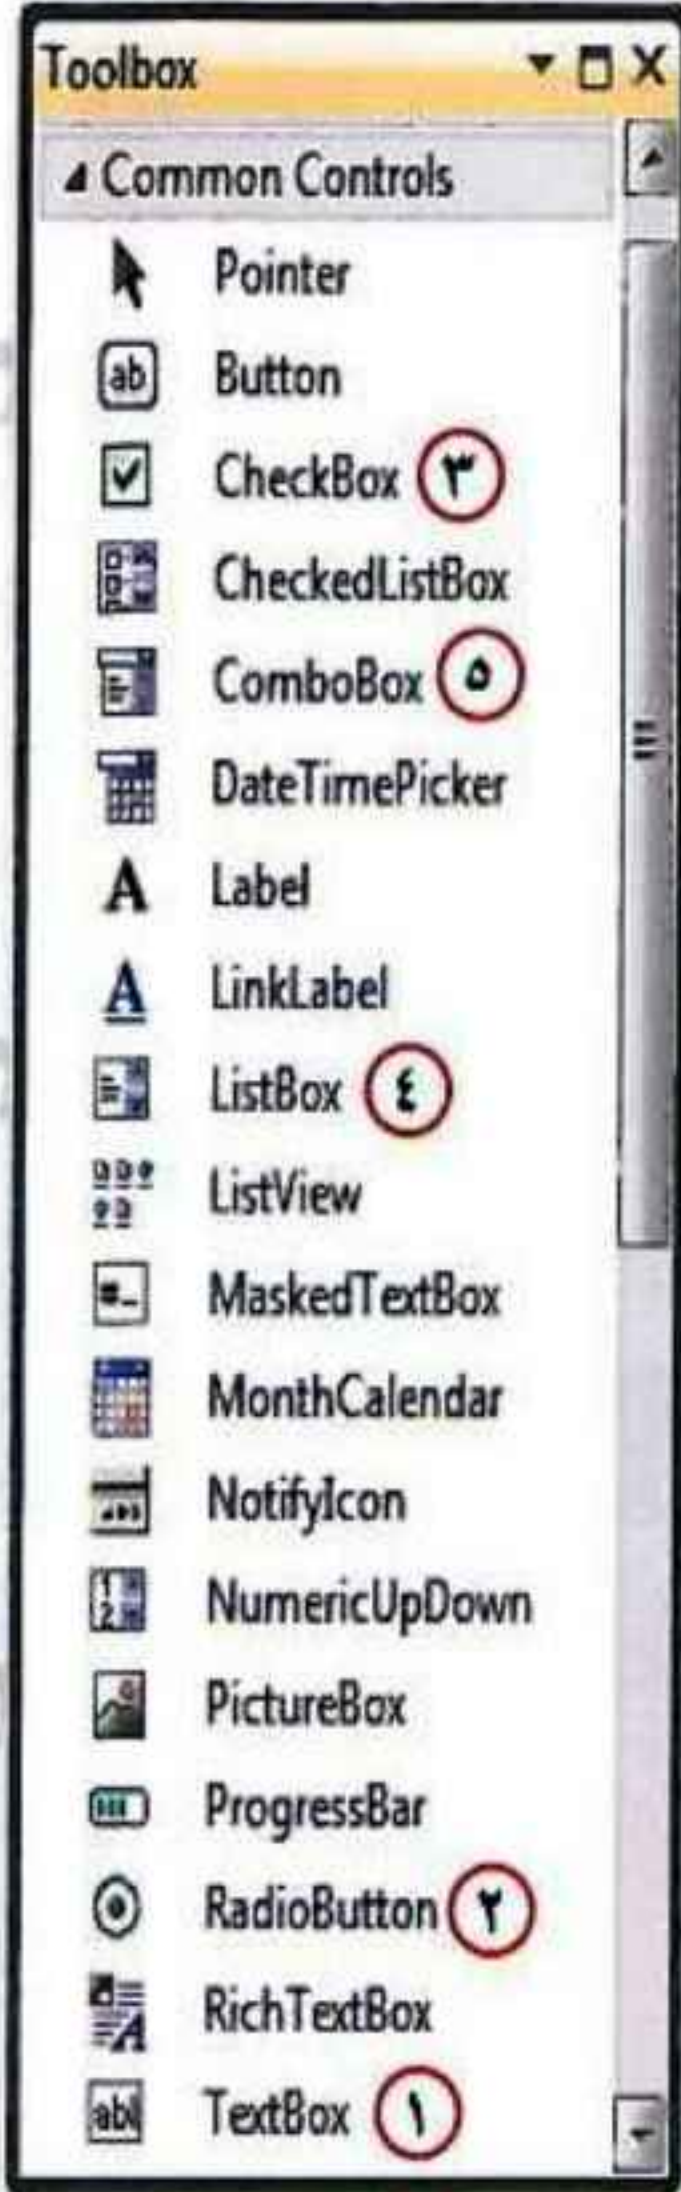 Toolbox
Common Controls
Pointer
Button
CheckBox ٣
CheckedListBox
ComboBox ٥
DateTimePicker
Label
LinkLabel
ListBox ٤
ListView
MaskedTextBox
MonthCalendar
NotifyIcon
NumericUpDown
PictureBox
ProgressBar
RadioButton ٢
RichTextBox
TextBox ١